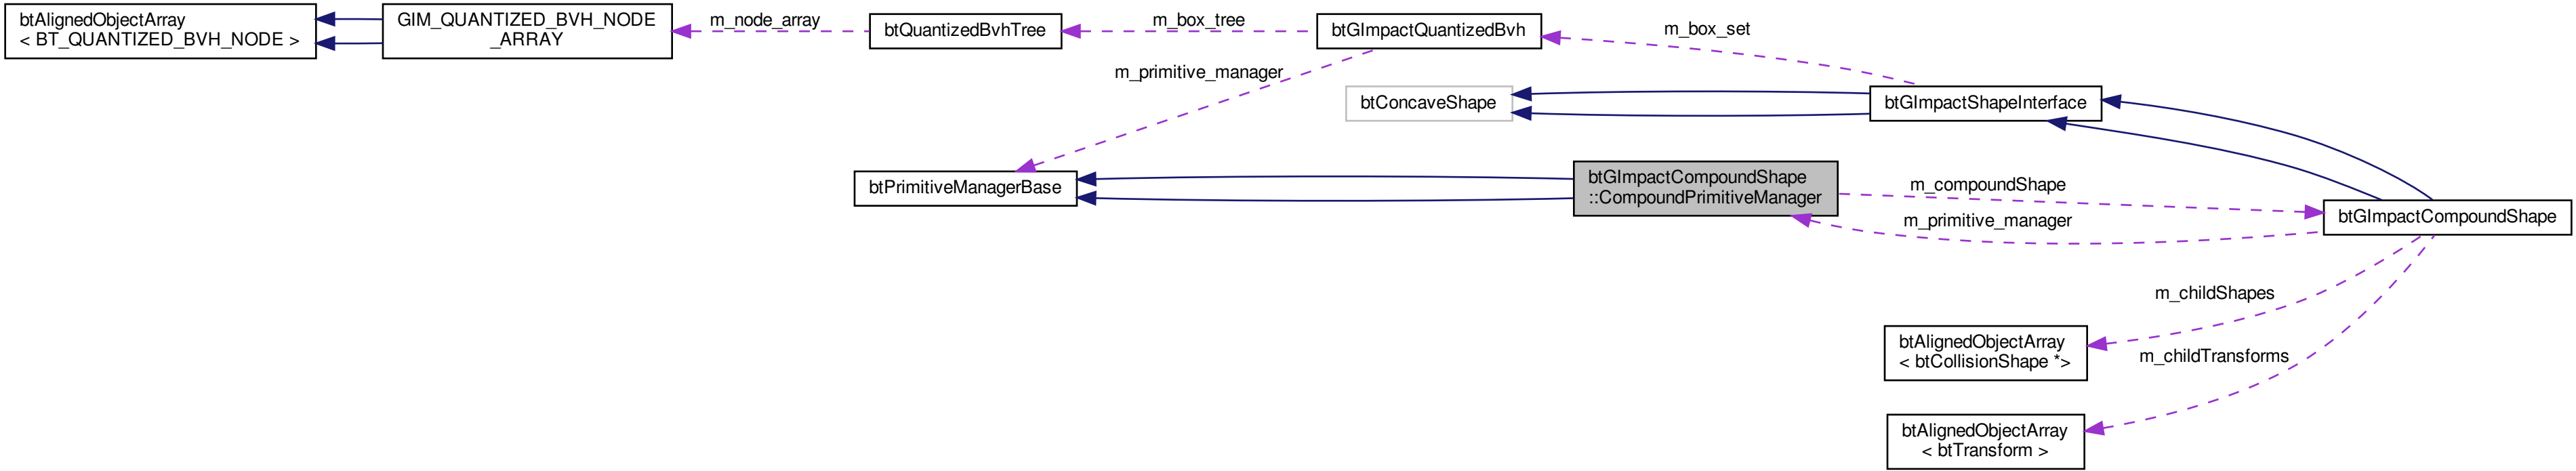 btAlignedObjectArray
< BT_QUANTIZED_BVH_NODE >
GIM_QUANTIZED_BVH_NODE
_ARRAY
m_node_array
btQuantizedBvhTree
m_box_tree
btGImpactQuantizedBvh
m_box_set
m_primitive_manager
btConcaveShape
btGImpactShapeInterface
btPrimitiveManagerBase
btGImpactCompoundShape
::CompoundPrimitiveManager
m_compoundShape
m_primitive_manager
btGImpactCompoundShape
m_childShapes
btAlignedObjectArray
< btCollisionShape *>
m_childTransforms
btAlignedObjectArray
< btTransform >